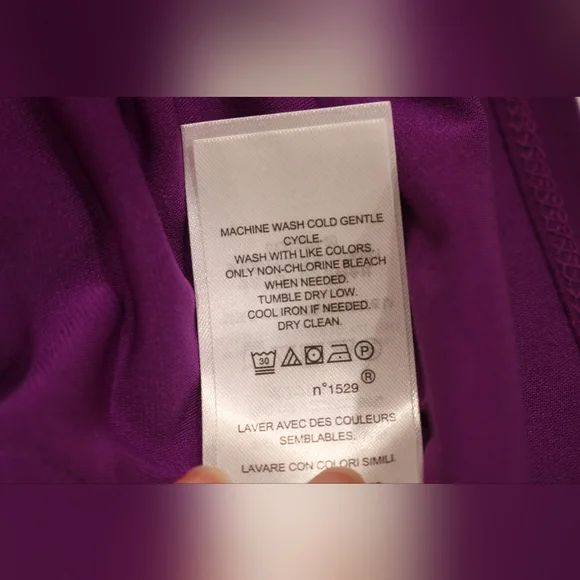 MACHINE WASH COLD GENTLE
CYCLE.
WASH WITH LIKE COLORS.
ONLY NON-CHLORINE BLEACH
WHEN NEEDED.
TUMBLE DRY LOW.
COOL IRON IF NEEDED.
DRY CLEAN.
30 P
n°1529 ®
LAVER AVEC DES COULEURS
SEMBLABLES.
LAVARE CON COLORI SIMILI.